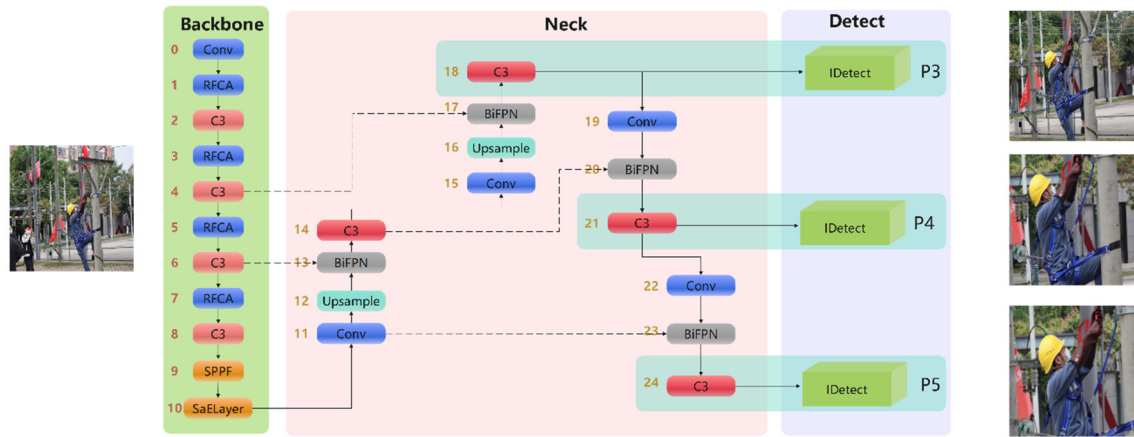 Backbone
Neck
Detect
0 Conv
1 RFCA
2 C3
3 RFCA
4 C3
5 RFCA
6 C3
7 RFCA
8 C3
9 SPPF
10 SaELayer
18 C3
17 BiFPN
16 Upsample
15 Conv
14 C3
13 BiFPN
12 Upsample
11 Conv
19 Conv
20 BiFPN
21 C3
22 Conv
23 BiFPN
24 C3
IDetect P3
IDetect P4
IDetect P5